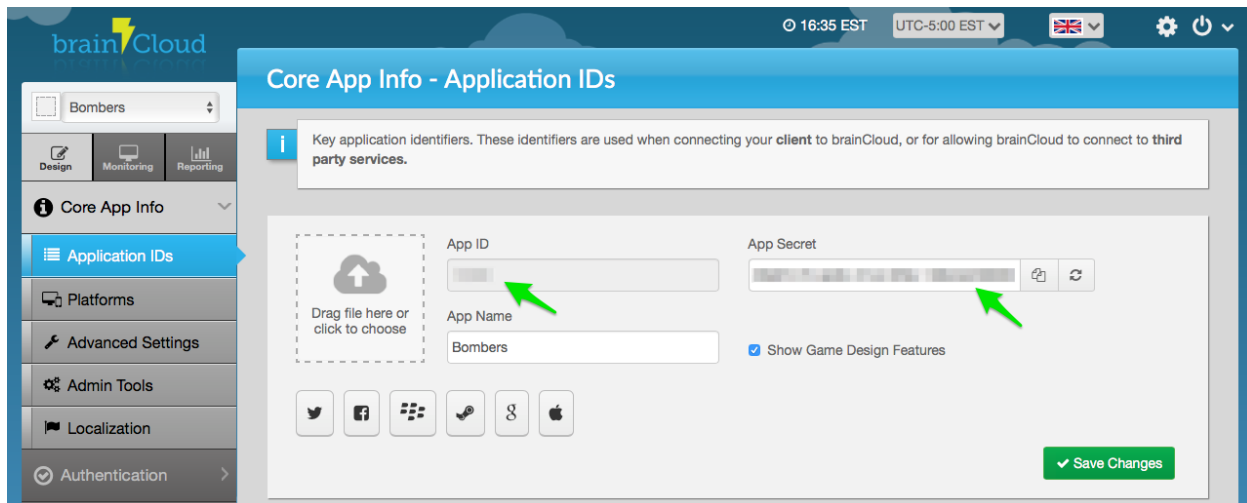 brainCloud
16:35 EST
UTC-5:00 EST
Core App Info - Application IDs
Bombers
Design
Monitoring
Reporting
Key application identifiers. These identifiers are used when connecting your client to brainCloud, or for allowing brainCloud to connect to third
party services.
Core App Info
Application IDs
Platforms
Advanced Settings
Admin Tools
Localization
Authentication
App ID
App Secret
Drag file here or
click to choose
App Name
Bombers
Show Game Design Features
8
Save Changes